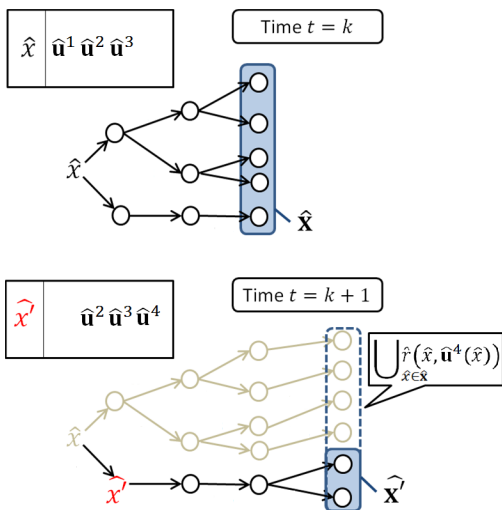 x̂ û¹ û² û³
Time t = k
x̂
𝐱̂
x̂′ û² û³ û⁴
Time t = k + 1
⋃x̂∈𝐱̂ r̂(x̂, û⁴(x̂))
x̂
x̂′
𝐱̂′